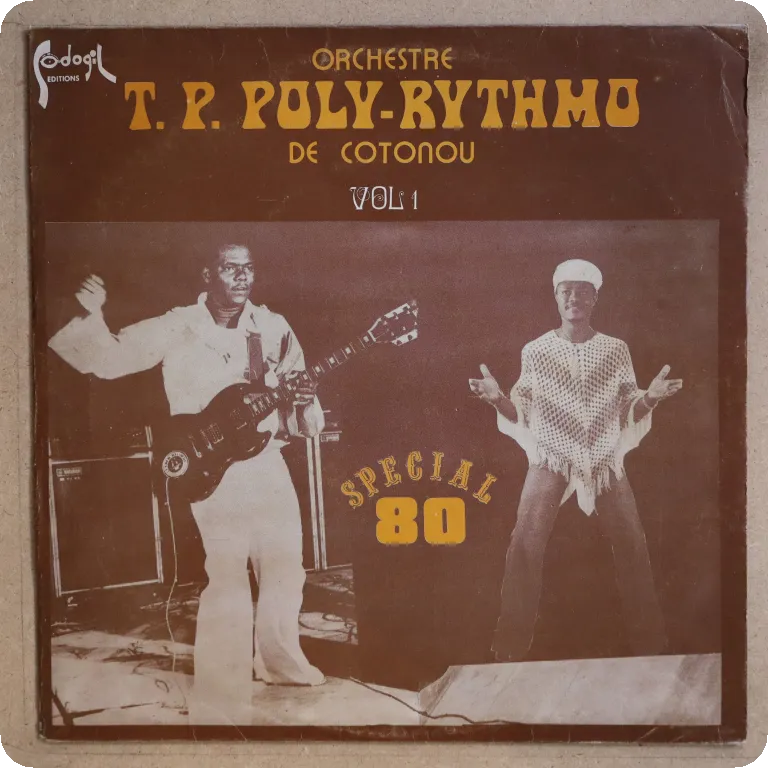 Sodogil
EDITIONS
ORCHESTRE
T. P. POLY-RYTHMO
DE COTONOU
VOL 1
SPECIAL
80